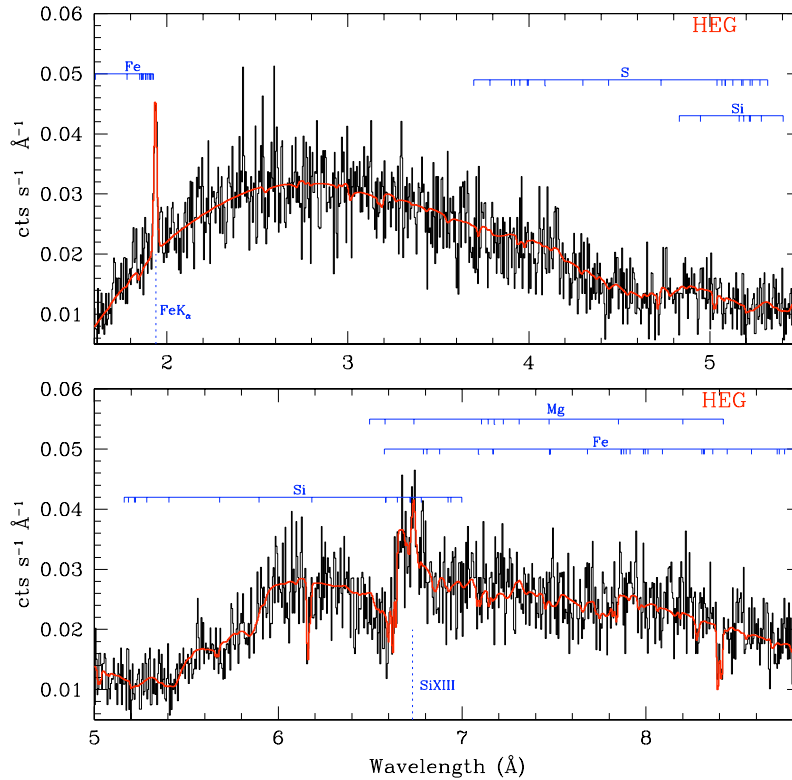 0.06
HEG
Fe
0.05
S
Si
0.04
cts s⁻¹ Å⁻¹
0.03
0.02
0.01
FeKα
2
3
4
5
0.06
HEG
Mg
0.05
Fe
Si
0.04
cts s⁻¹ Å⁻¹
0.03
0.02
0.01
SiXIII
5
6
7
8
Wavelength (Å)